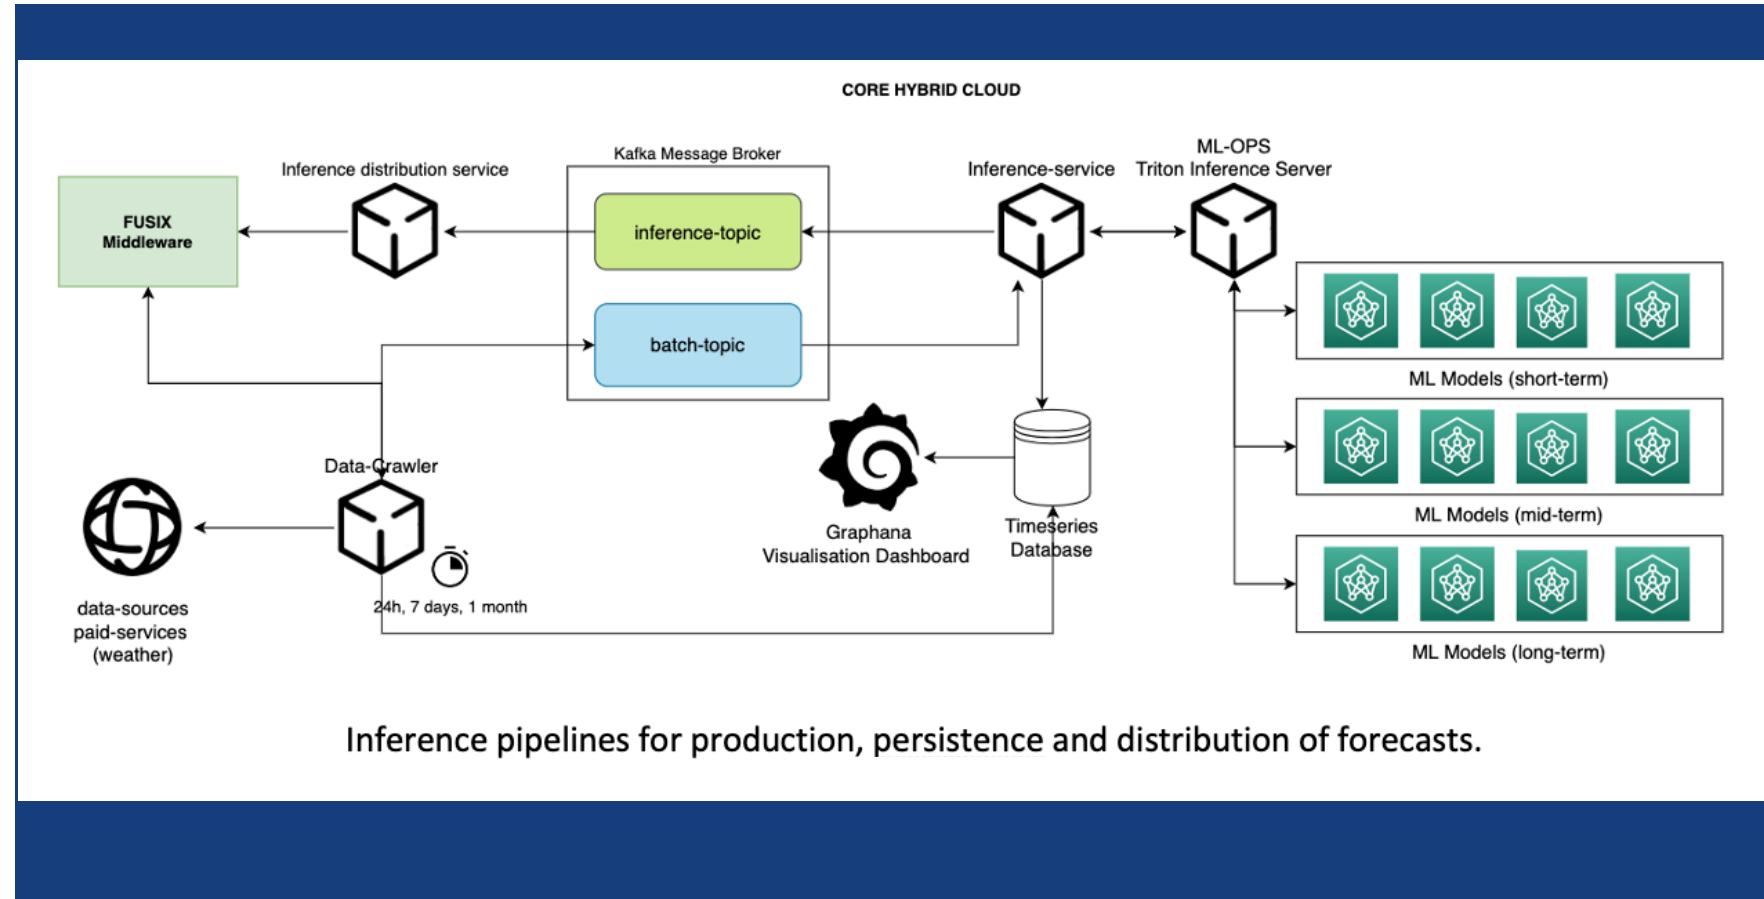 CORE HYBRID CLOUD
ML-OPS
Triton Inference Server
Inference-service
Kafka Message Broker
Inference distribution service
FUSIX
Middleware
inference-topic
batch-topic
ML Models (short-term)
ML Models (mid-term)
ML Models (long-term)
Data-Crawler
24h, 7 days, 1 month
data-sources
paid-services
(weather)
Graphana
Visualisation Dashboard
Timeseries
Database
Inference pipelines for production, persistence and distribution of forecasts.